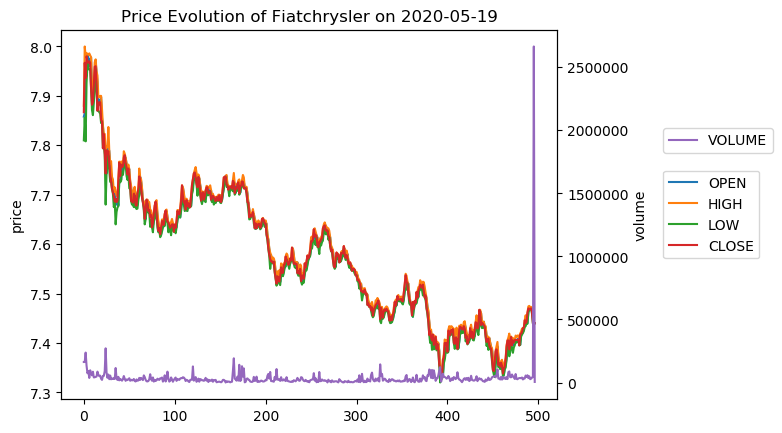 Price Evolution of Fiatchrysler on 2020-05-19
price
8.0
7.9
7.8
7.7
7.6
7.5
7.4
7.3
0
100
200
300
400
500
2500000
2000000
1500000
1000000
500000
0
volume
VOLUME
OPEN
HIGH
LOW
CLOSE